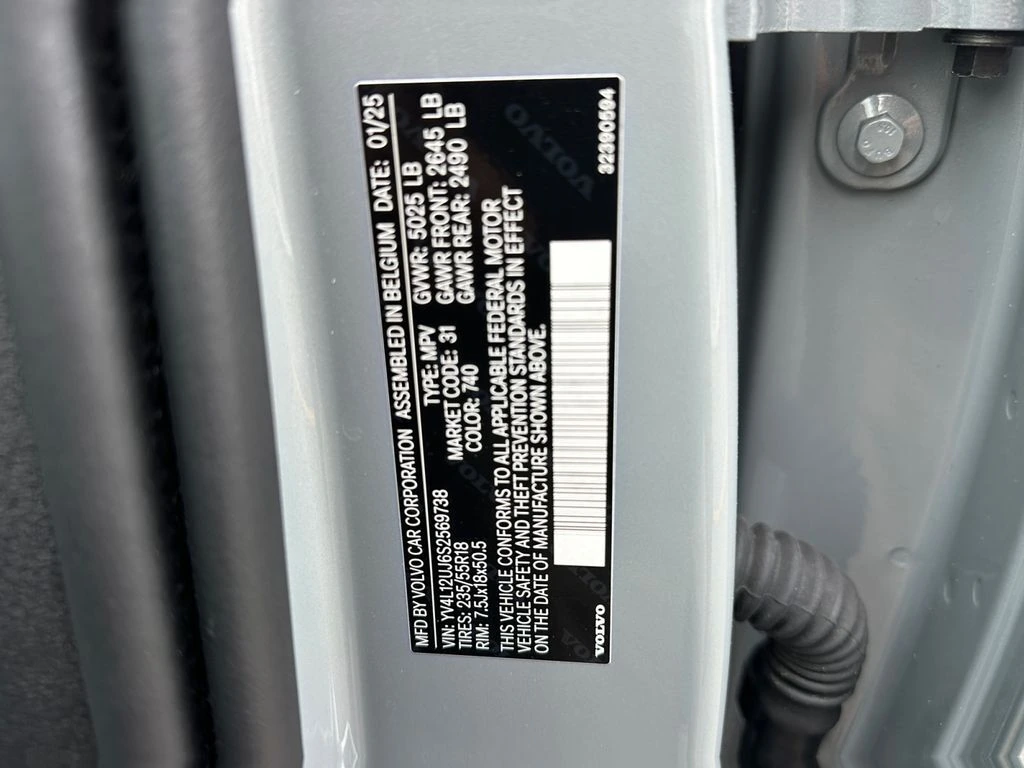 MFD BY VOLVO CAR CORPORATION ASSEMBLED IN BELGIUM DATE: 01/25
VIN: YV4L12UJ6S2569738 TYPE: MPV GVWR: 5025 LB
TIRES: 235/55R18 MARKET CODE: 31 GAWR FRONT: 2645 LB
RIM: 7.5Jx18x50.5 COLOR: 740 GAWR REAR: 2490 LB
THIS VEHICLE CONFORMS TO ALL APPLICABLE FEDERAL MOTOR
VEHICLE SAFETY AND THEFT PREVENTION STANDARDS IN EFFECT
ON THE DATE OF MANUFACTURE SHOWN ABOVE.
VOLVO 32390594
VOLVO